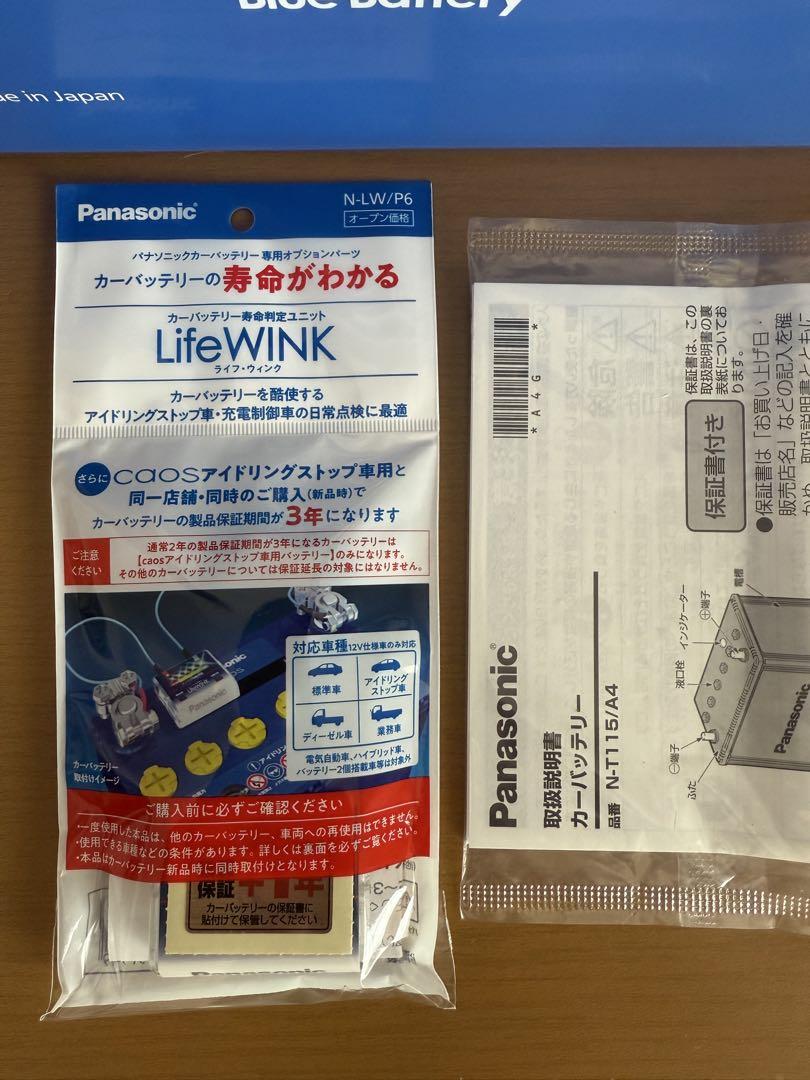 Blue Battery
e in Japan
Panasonic
N-LW/P6
オープン価格
パナソニックカーバッテリー専用オプションパーツ
カーバッテリーの寿命がわかる
カーバッテリー寿命判定ユニット
LifeWINK
ライフ・ウィンク
カーバッテリーを酷使する
アイドリングストップ車・充電制御車の日常点検に最適
さらに caosアイドリングストップ車用と
同一店舗・同時のご購入(新品時)で
カーバッテリーの製品保証期間が3年になります
ご注意
ください
通常2年の製品保証期間が3年になるカーバッテリーは
【caosアイドリングストップ車用バッテリー】のみになります。
その他のカーバッテリーについては保証延長の対象にはなりません。
Panasonic
LifeWINK
Panasonic
対応車種12V仕様車のみ対応
標準車
アイドリング
ストップ車
ディーゼル車
業務車
電気自動車、ハイブリッド車、
バッテリー2個搭載車等は対象外
カーバッテリー
取付けイメージ
ご購入前に必ずご確認ください
・一度使用した本品は、他のカーバッテリー、車両への再使用はできません。
・使用できる車種などの条件があります。詳しくは裏面を必ずご覧ください。
・本品はカーバッテリー新品時に同時取付けとなります。
保証+1年
カーバッテリーの保証書に
貼付けて保管してください
Panasonic
*A4G*
保証書は、この
取扱説明書の裏
表紙についてお
ります。
保証書付き
●保証書は「お買い上げ日・
販売店名」などの記入を確
かめ、取扱説明書とともに
Panasonic
取扱説明書
カーバッテリー
品番 N-T115/A4
電槽
⊕端子
インジケーター
液口栓
⊖端子
ふた
Panasonic